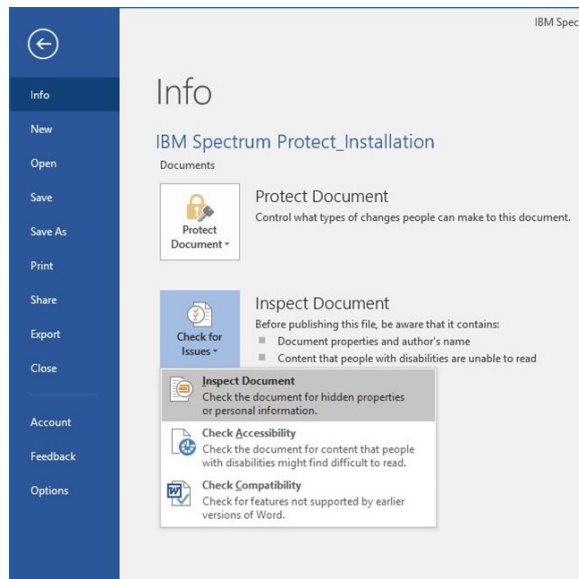 IBM Spec
Info
New
Open
Save
Save As
Print
Share
Export
Close
Account
Feedback
Options
Info
IBM Spectrum Protect_Installation
Documents
Protect
Document
Protect Document
Control what types of changes people can make to this document.
Check for
Issues
Inspect Document
Before publishing this file, be aware that it contains:
Document properties and author's name
Content that people with disabilities are unable to read
Inspect Document
Check the document for hidden properties
or personal information.
Check Accessibility
Check the document for content that people
with disabilities might find difficult to read.
Check Compatibility
Check for features not supported by earlier
versions of Word.